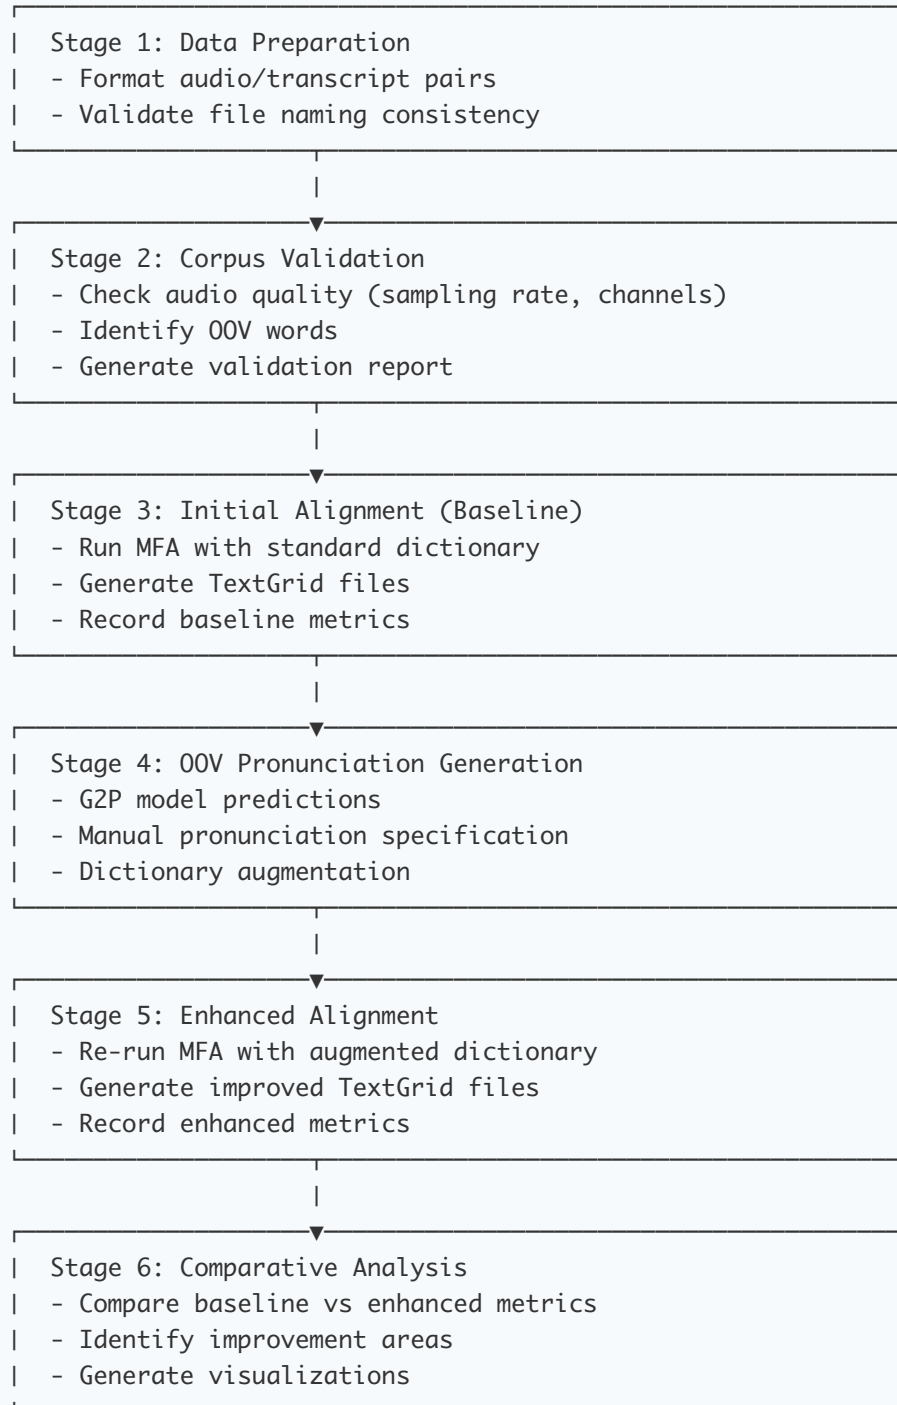 Stage 1: Data Preparation
- Format audio/transcript pairs
- Validate file naming consistency
Stage 2: Corpus Validation
- Check audio quality (sampling rate, channels)
- Identify OOV words
- Generate validation report
Stage 3: Initial Alignment (Baseline)
- Run MFA with standard dictionary
- Generate TextGrid files
- Record baseline metrics
Stage 4: OOV Pronunciation Generation
- G2P model predictions
- Manual pronunciation specification
- Dictionary augmentation
Stage 5: Enhanced Alignment
- Re-run MFA with augmented dictionary
- Generate improved TextGrid files
- Record enhanced metrics
Stage 6: Comparative Analysis
- Compare baseline vs enhanced metrics
- Identify improvement areas
- Generate visualizations